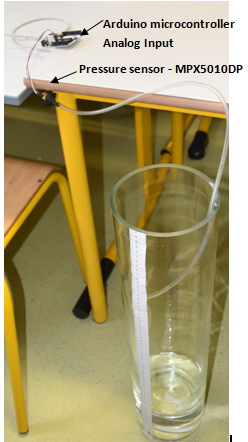 Arduino microcontroller
Analog Input
Pressure sensor - MPX5010DP